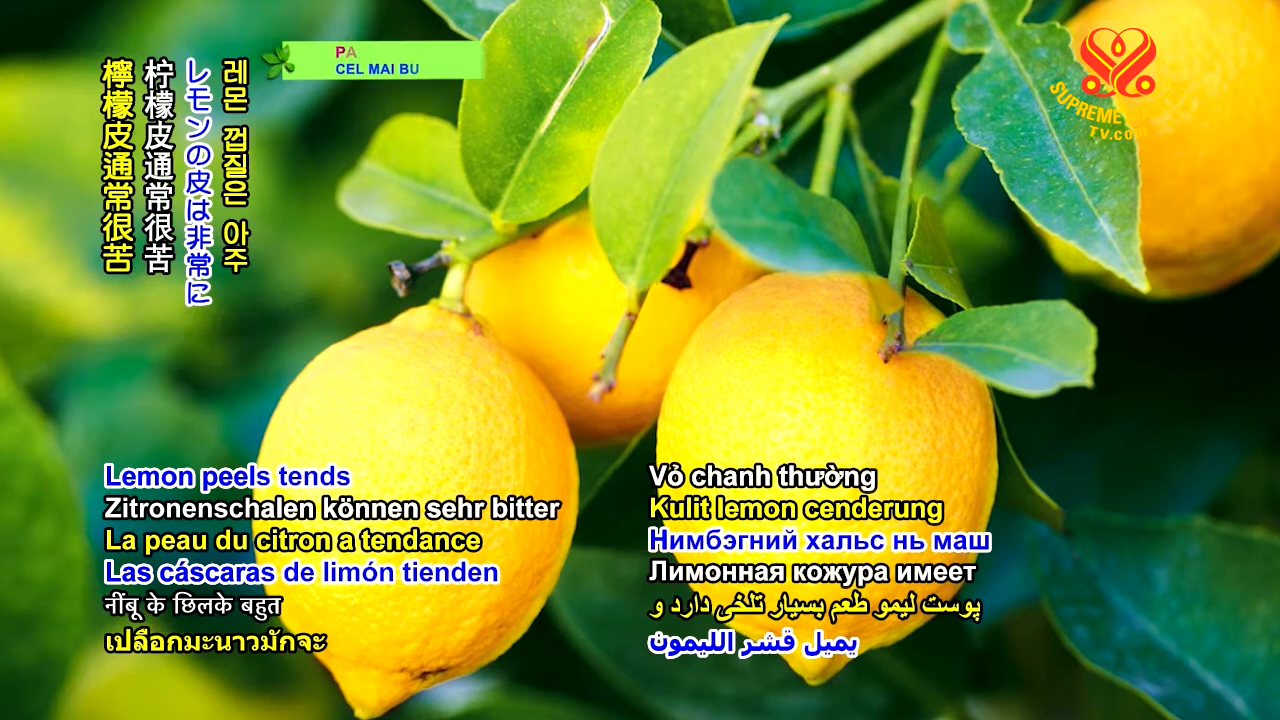 檸檬皮通常很苦
柠檬皮通常很苦
レモンの皮は非常に
레몬 껍질은 아주
PA
CEL MAI BU
SUPREME
TV.com
Lemon peels tends
Zitronenschalen können sehr bitter
La peau du citron a tendance
Las cáscaras de limón tienden
नींबू के छिलके बहुत
เปลือกมะนาวมักจะ
Vỏ chanh thường
Kulit lemon cenderung
Нимбэгний хальс нь маш
Лимонная кожура имеет
پوست لیمو طعم بسیار تلخی دارد و
يميل قشر الليمون